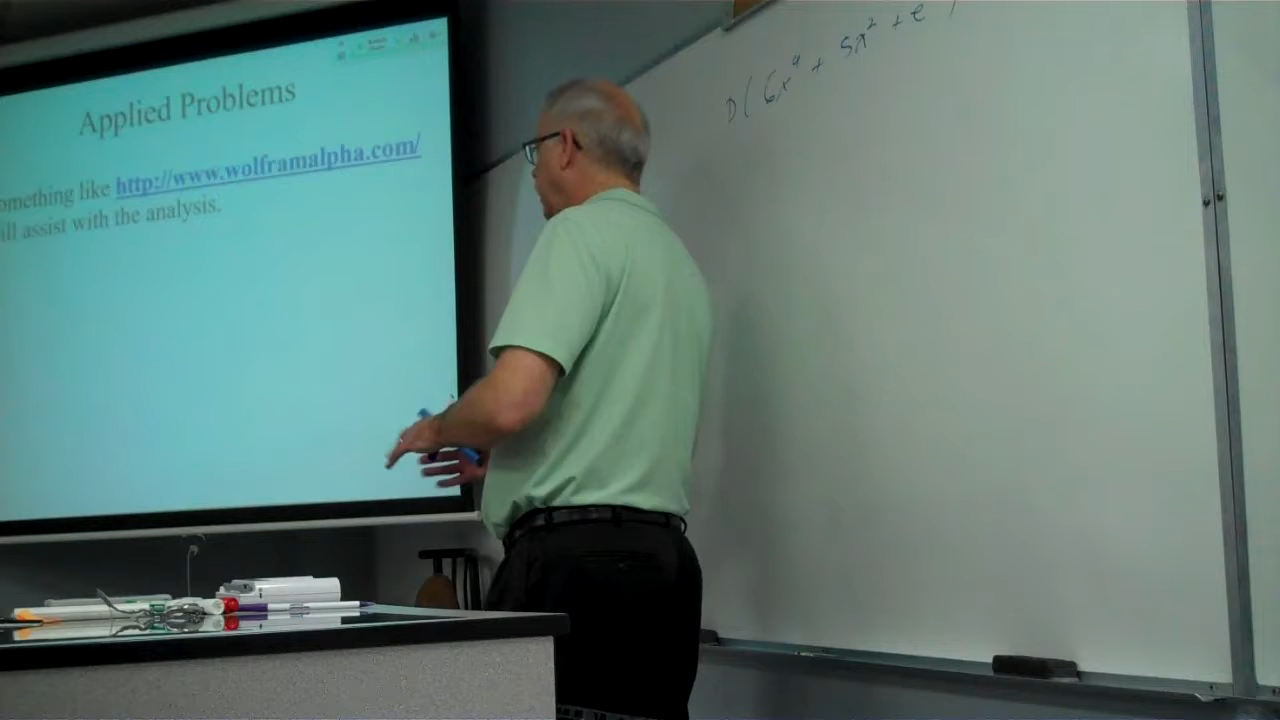 Applied Problems
omething like http://www.wolframalpha.com/
ill assist with the analysis.
D(6x⁴ + 5x² + e